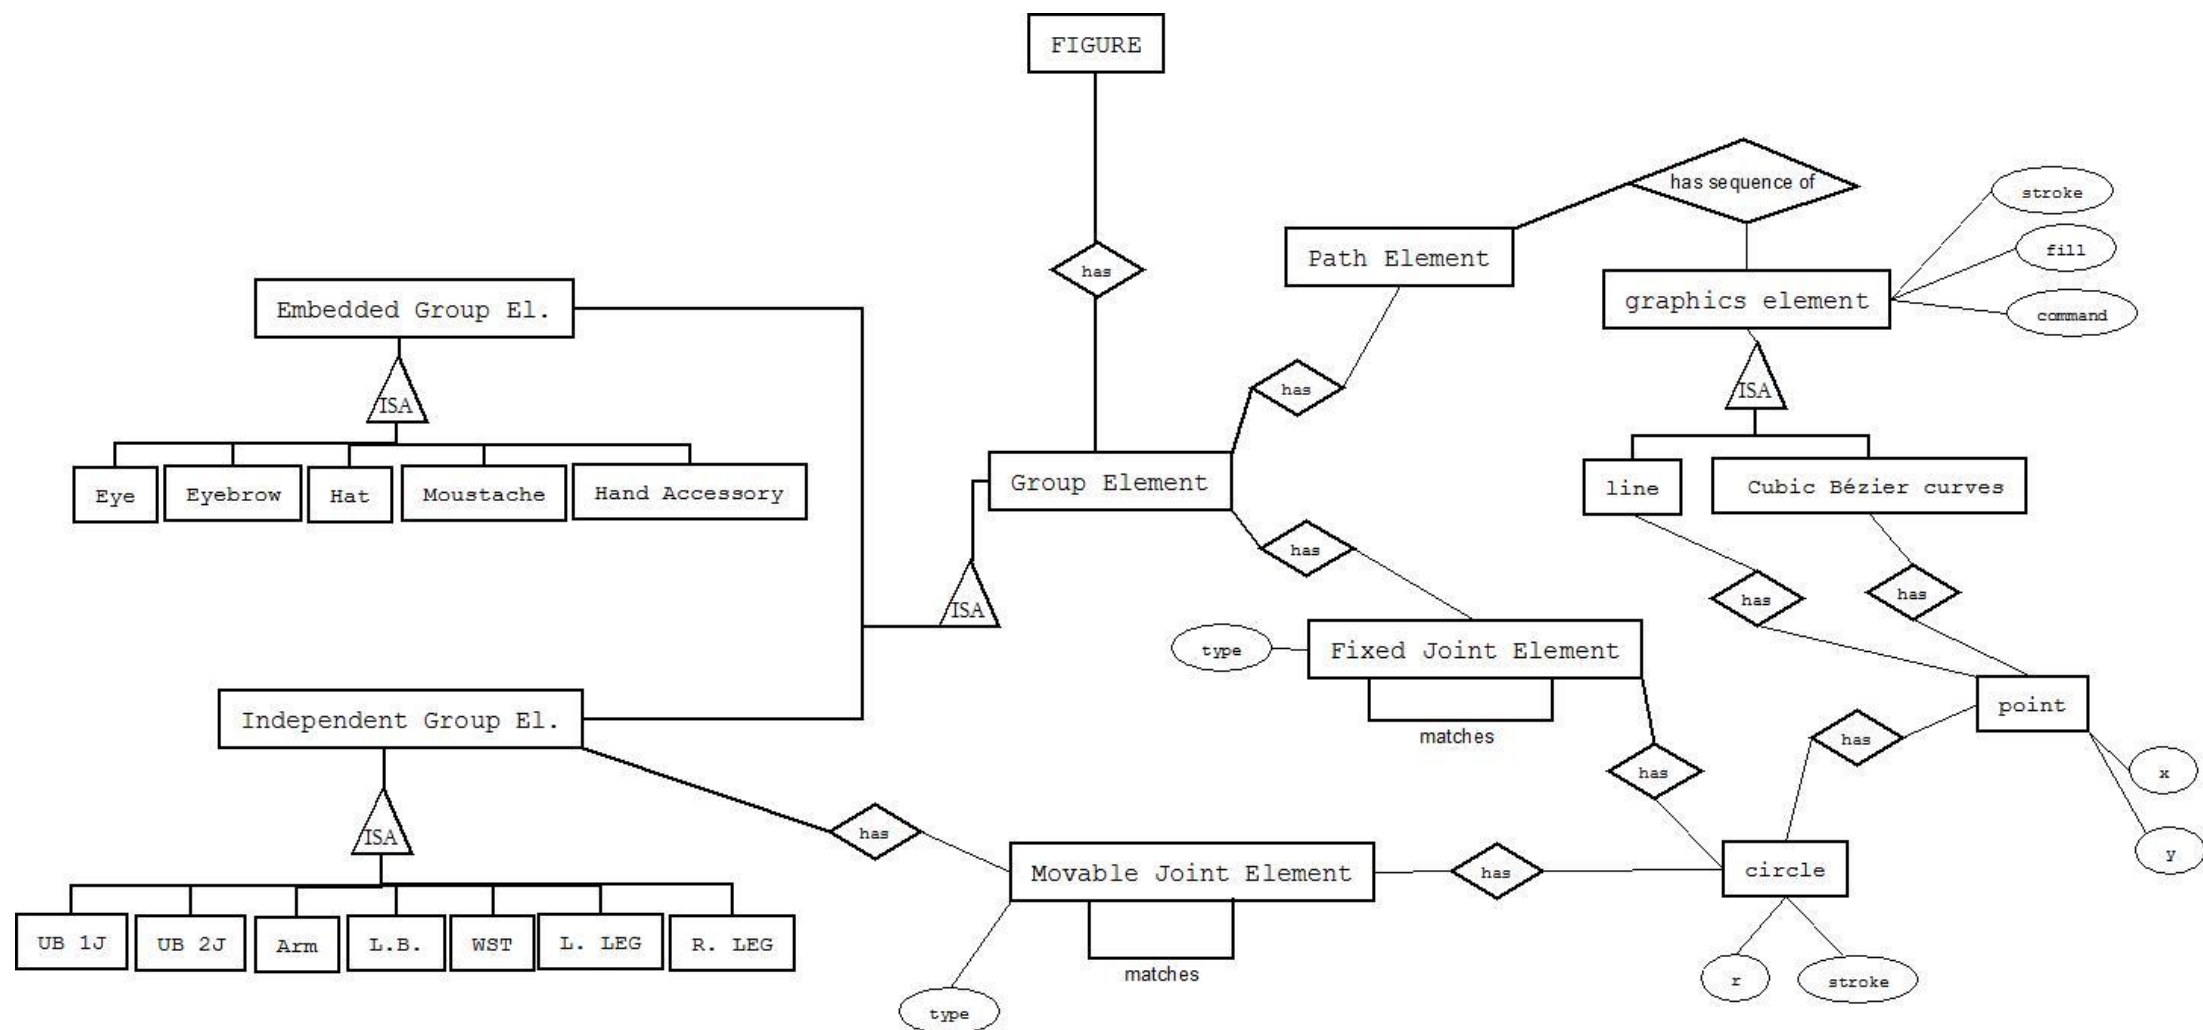 FIGURE
has sequence of
stroke
fill
command
Path Element
graphics element
has
Embedded Group El.
ISA
has
ISA
Eye
Eyebrow
Hat
Moustache
Hand Accessory
Group Element
line
Cubic Bézier curves
has
ISA
has
has
type
Fixed Joint Element
matches
point
has
x
y
Independent Group El.
ISA
has
has
Movable Joint Element
matches
has
circle
UB 1J
UB 2J
Arm
L.B.
WST
L. LEG
R. LEG
type
r
stroke